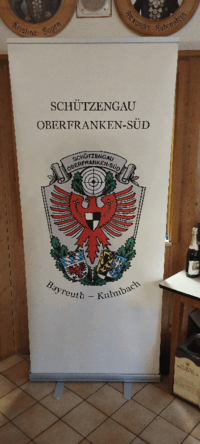 SCHÜTZENGAU
OBERFRANKEN-SÜD
SCHÜTZENGAU
OBERFRANKEN-SÜD
Bayreuth – Kulmbach